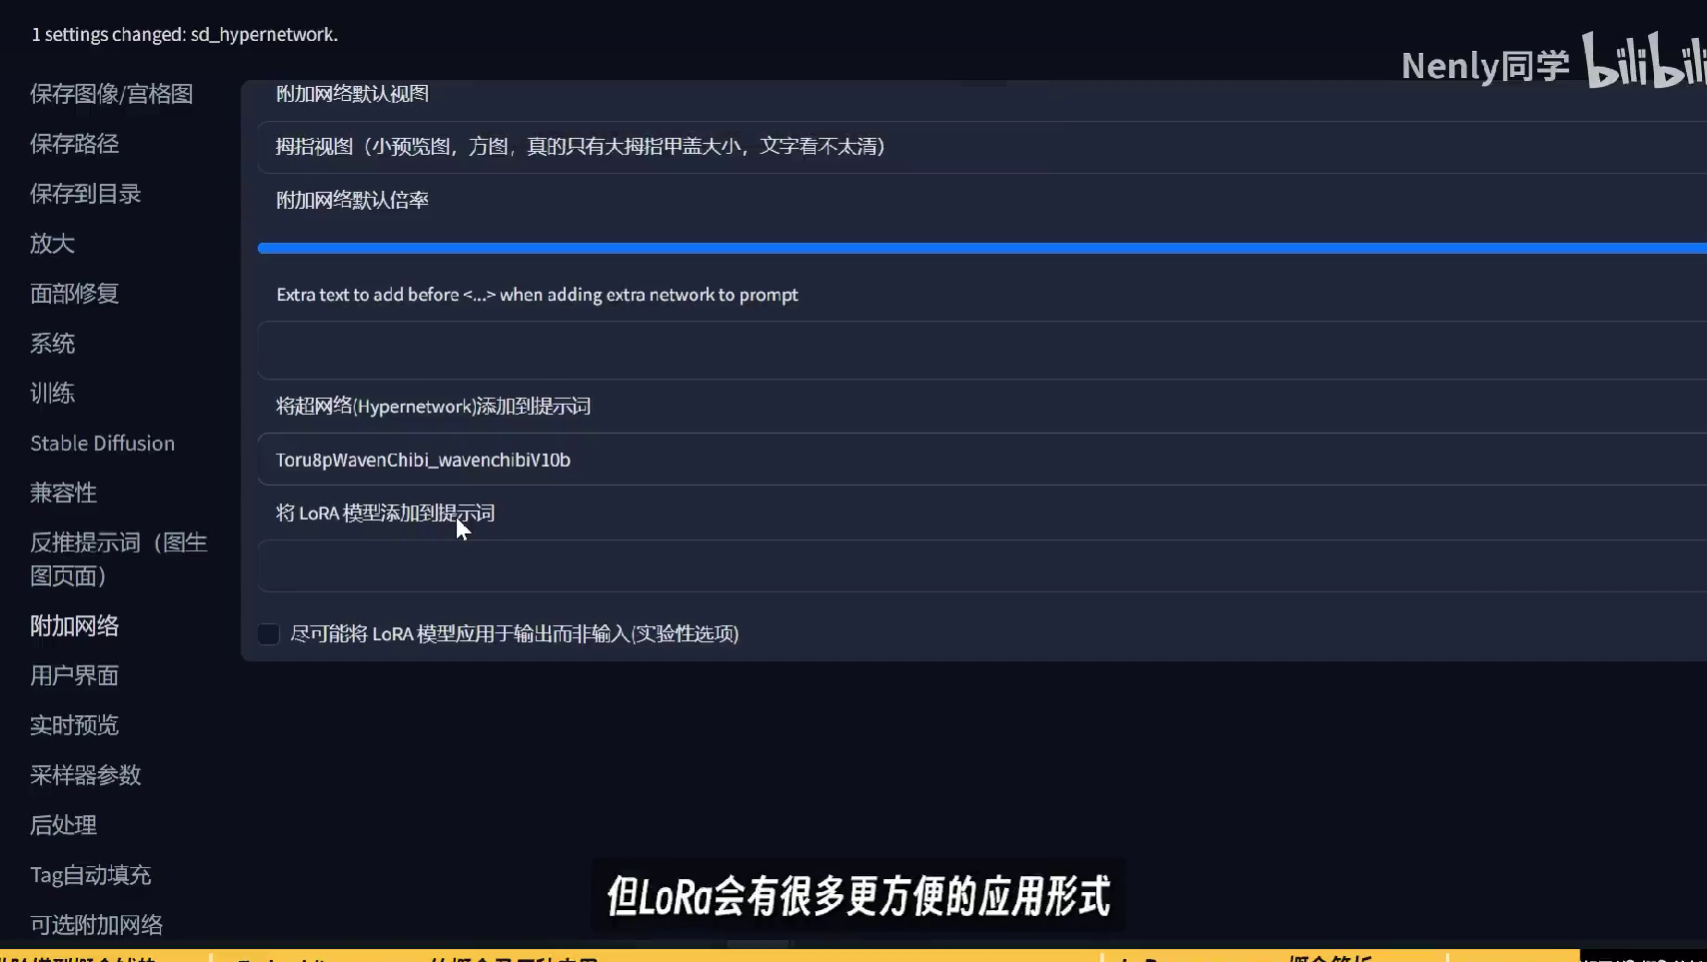 1 settings changed: sd_hypernetwork.
Nenly同学 bilibili
保存图像/宫格图
保存路径
保存到目录
放大
面部修复
系统
训练
Stable Diffusion
兼容性
反推提示词（图生
图页面）
附加网络
用户界面
实时预览
采样器参数
后处理
Tag自动填充
可选附加网络
附加网络默认视图
拇指视图（小预览图，方图，真的只有大拇指甲盖大小，文字看不太清）
附加网络默认倍率
Extra text to add before <...> when adding extra network to prompt
将超网络(Hypernetwork)添加到提示词
Toru8pWavenChibi_wavenchibiV10b
将 LoRA 模型添加到提示词
尽可能将 LoRA 模型应用于输出而非输入(实验性选项)
但LoRa会有很多更方便的应用形式